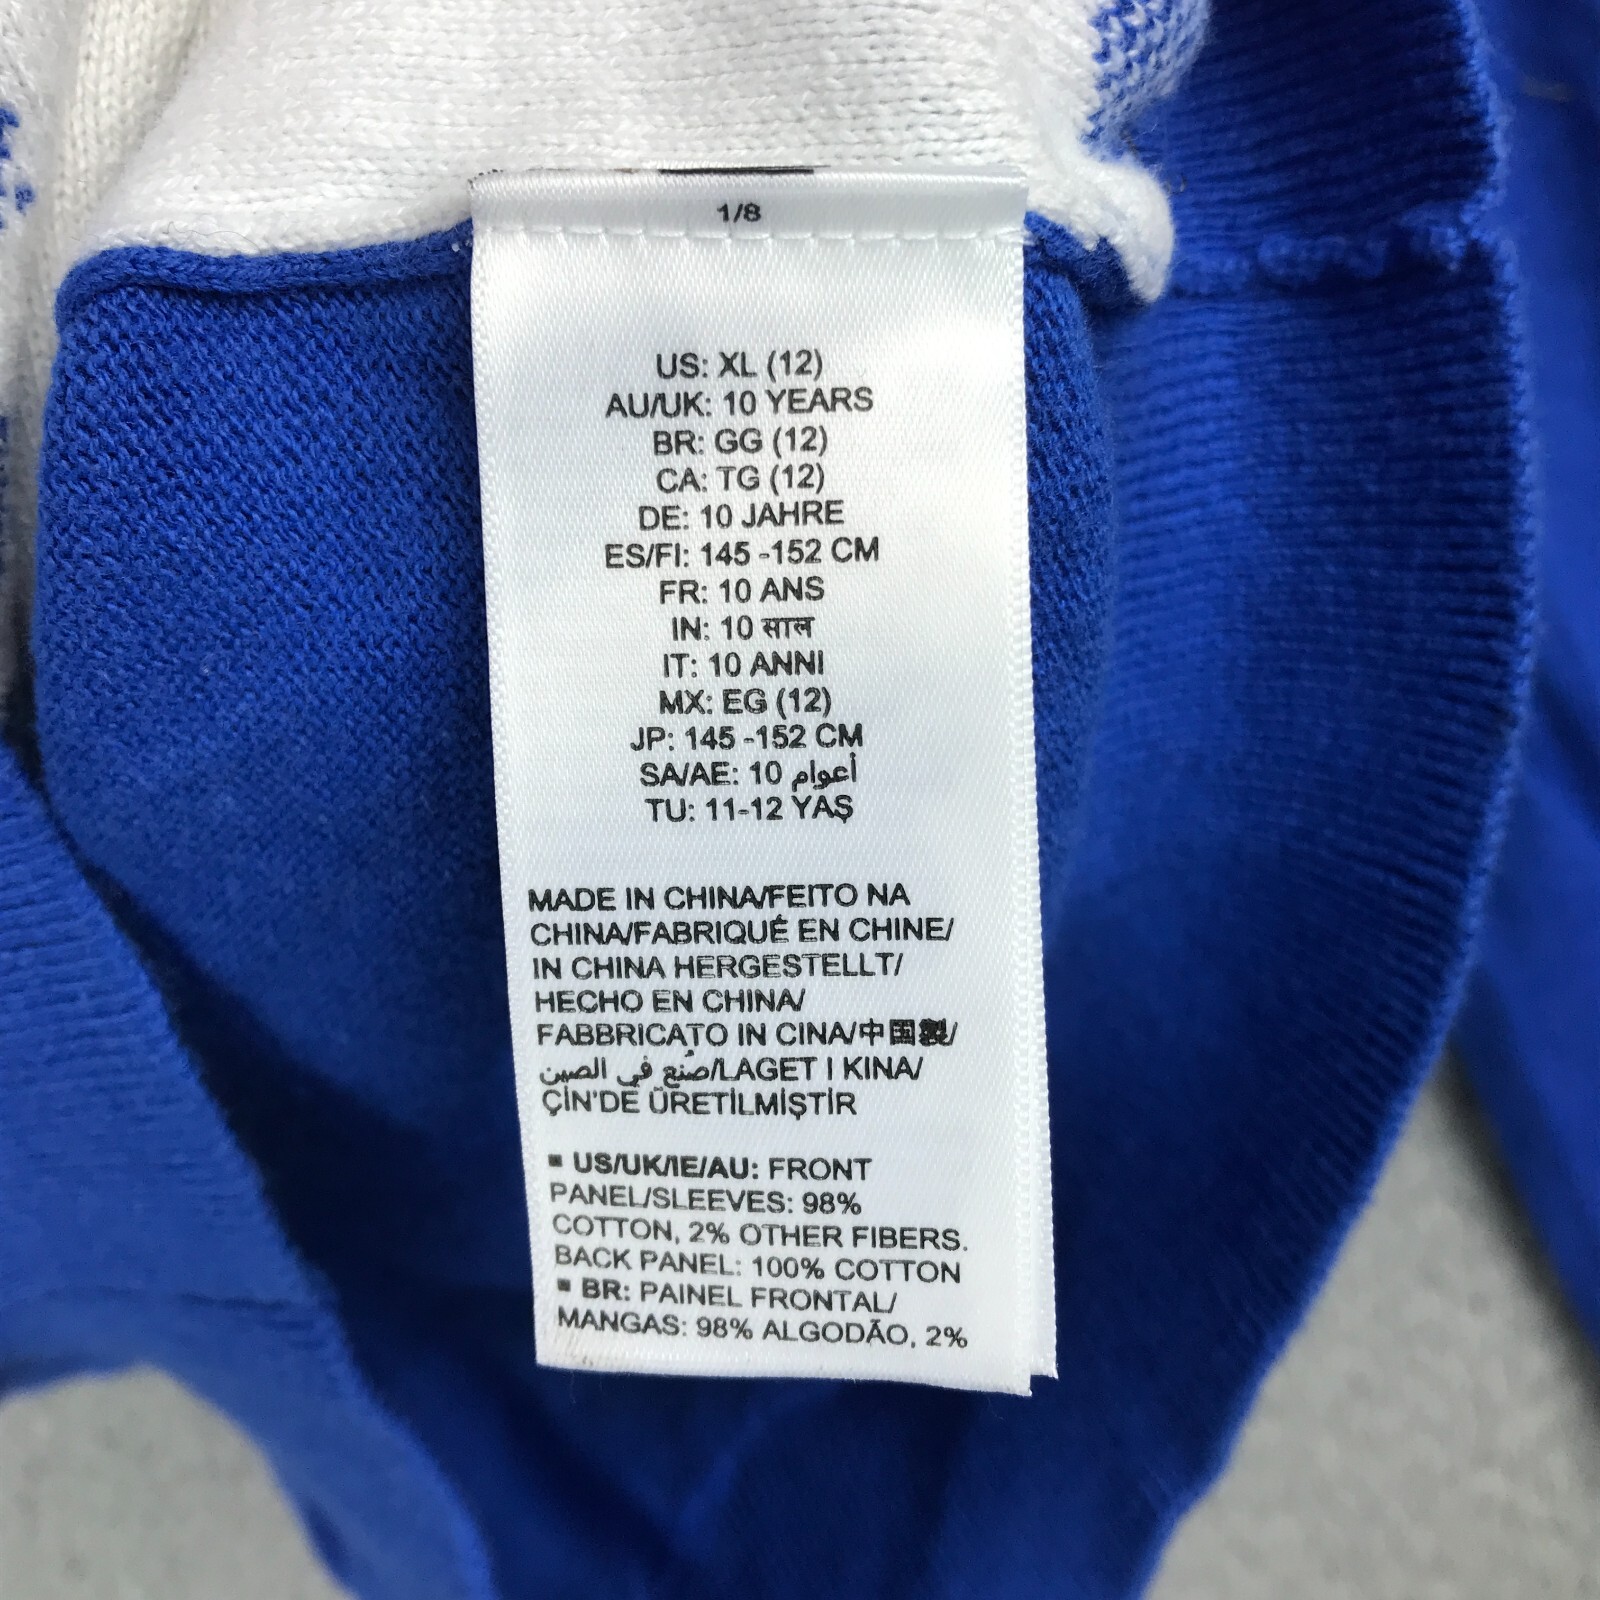 1/8
US: XL (12)
AU/UK: 10 YEARS
BR: GG (12)
CA: TG (12)
DE: 10 JAHRE
ES/FI: 145 -152 CM
FR: 10 ANS
IN: 10 साल
IT: 10 ANNI
MX: EG (12)
JP: 145 -152 CM
SA/AE: 10 أعوام
TU: 11-12 YAŞ
MADE IN CHINA/FEITO NA
CHINA/FABRIQUÉ EN CHINE/
IN CHINA HERGESTELLT/
HECHO EN CHINA/
FABBRICATO IN CINA/中国製/
صُنع في الصين/LAGET I KINA/
ÇİN'DE ÜRETİLMİŞTİR
▪ US/UK/IE/AU: FRONT
PANEL/SLEEVES: 98%
COTTON, 2% OTHER FIBERS.
BACK PANEL: 100% COTTON
▪ BR: PAINEL FRONTAL/
MANGAS: 98% ALGODÃO, 2%